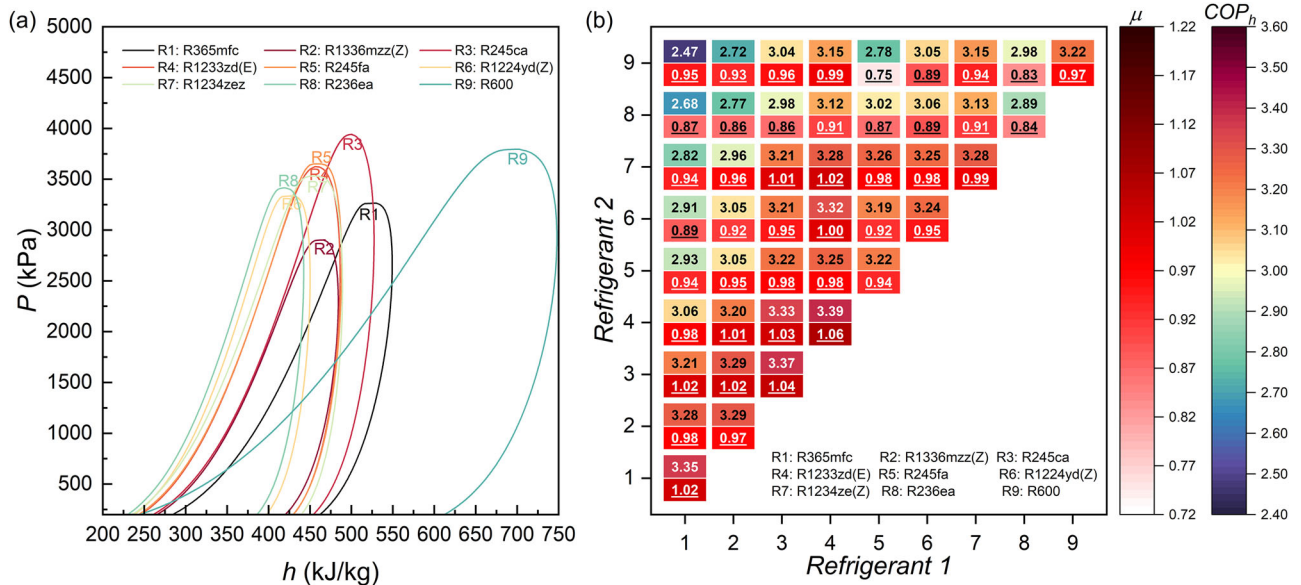 (a)
5000
4500
4000
3500
3000
2500
2000
1500
1000
500
P (kPa)
R1: R365mfc R2: R1336mzz(Z) R3: R245ca
R4: R1233zd(E) R5: R245fa R6: R1224yd(Z)
R7: R1234zez R8: R236ea R9: R600
R3
R5
R9
R4
R8
R6
R1
R2
200 250 300 350 400 450 500 550 600 650 700 750
h (kJ/kg)
(b)
Refrigerant 2
9 2.47 2.72 3.04 3.15 2.78 3.05 3.15 2.98 3.22
0.95 0.93 0.96 0.99 0.75 0.89 0.94 0.83 0.97
8 2.68 2.77 2.98 3.12 3.02 3.06 3.13 2.89
0.87 0.86 0.86 0.91 0.87 0.89 0.91 0.84
7 2.82 2.96 3.21 3.28 3.26 3.25 3.28
0.94 0.96 1.01 1.02 0.98 0.98 0.99
6 2.91 3.05 3.21 3.32 3.19 3.24
0.89 0.92 0.95 1.00 0.92 0.95
5 2.93 3.05 3.22 3.25 3.22
0.94 0.95 0.98 0.98 0.94
4 3.06 3.20 3.33 3.39
0.98 1.01 1.03 1.06
3 3.21 3.29 3.37
1.02 1.02 1.04
2 3.28 3.29
0.98 0.97
1 3.35
1.02
R1: R365mfc R2: R1336mzz(Z) R3: R245ca
R4: R1233zd(E) R5: R245fa R6: R1224yd(Z)
R7: R1234ze(Z) R8: R236ea R9: R600
1 2 3 4 5 6 7 8 9
Refrigerant 1
μ
1.22
1.17
1.12
1.07
1.02
0.97
0.92
0.87
0.82
0.77
0.72
COPh
3.60
3.50
3.40
3.30
3.20
3.10
3.00
2.90
2.80
2.70
2.60
2.50
2.40